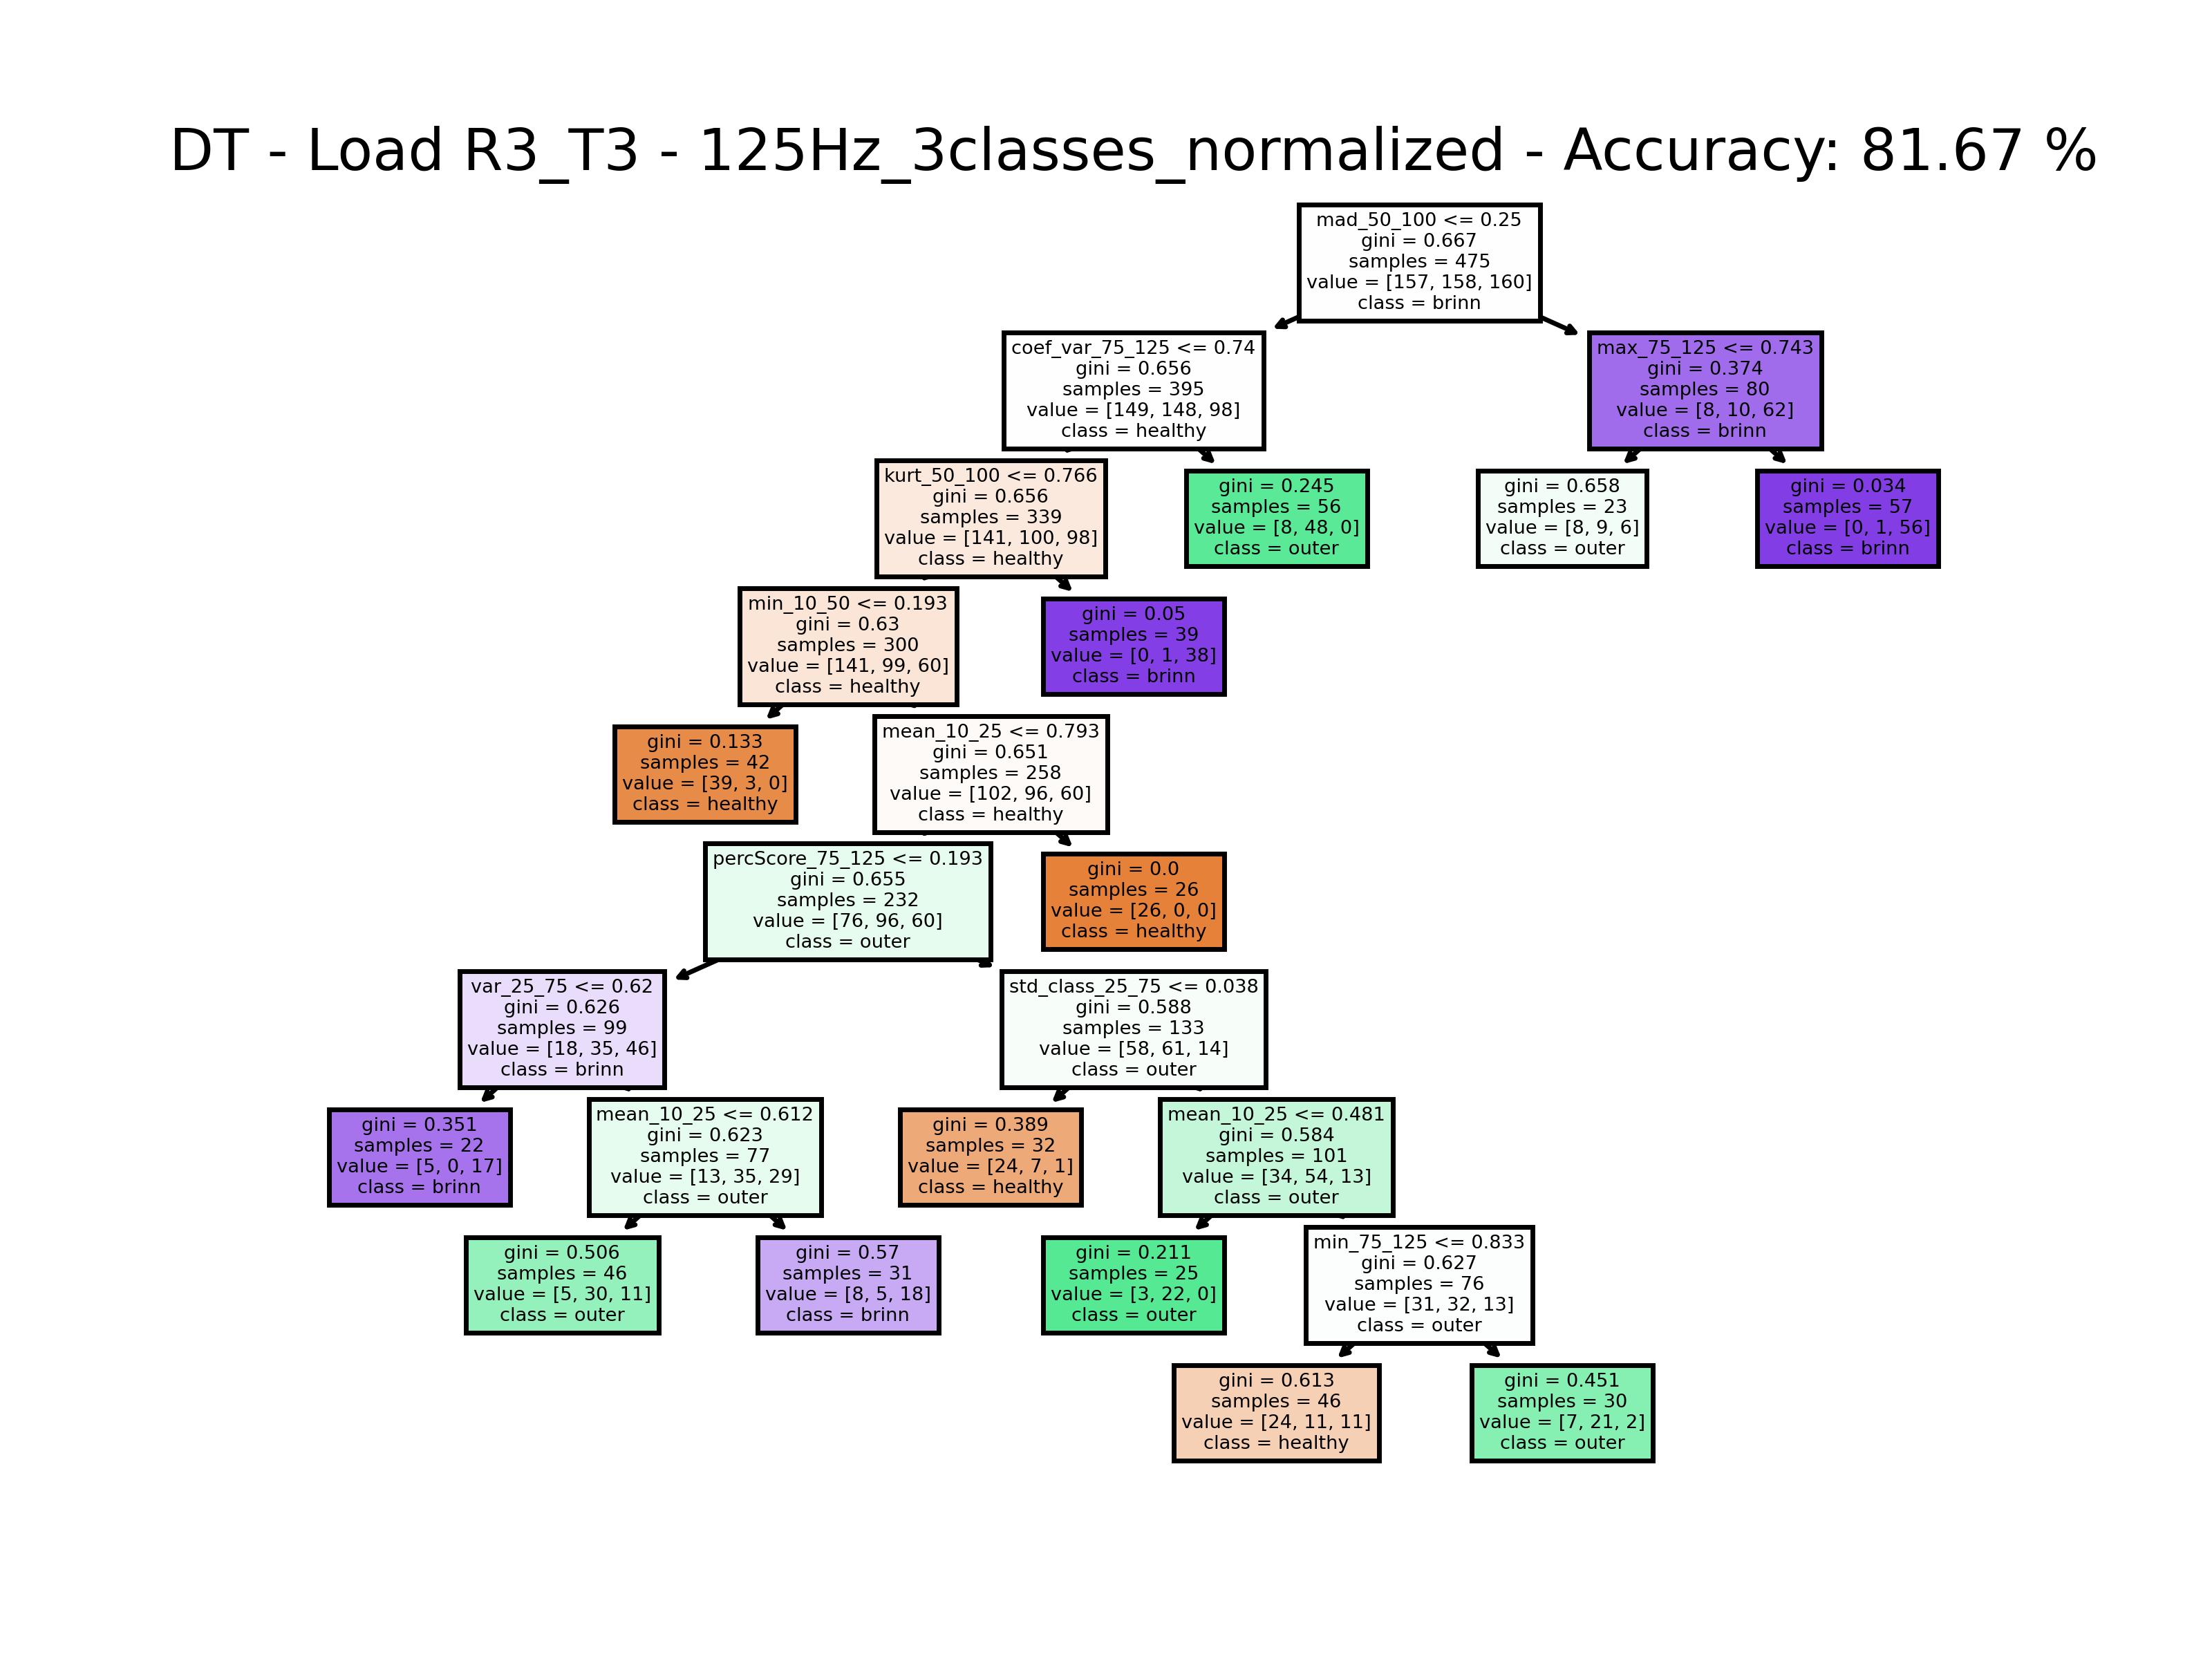 DT - Load R3_T3 - 125Hz_3classes_normalized - Accuracy: 81.67 %
mad_50_100 <= 0.25
gini = 0.667
samples = 475
value = [157, 158, 160]
class = brinn
coef_var_75_125 <= 0.74
gini = 0.656
samples = 395
value = [149, 148, 98]
class = healthy
max_75_125 <= 0.743
gini = 0.374
samples = 80
value = [8, 10, 62]
class = brinn
kurt_50_100 <= 0.766
gini = 0.656
samples = 339
value = [141, 100, 98]
class = healthy
gini = 0.245
samples = 56
value = [8, 48, 0]
class = outer
gini = 0.658
samples = 23
value = [8, 9, 6]
class = outer
gini = 0.034
samples = 57
value = [0, 1, 56]
class = brinn
min_10_50 <= 0.193
gini = 0.63
samples = 300
value = [141, 99, 60]
class = healthy
gini = 0.05
samples = 39
value = [0, 1, 38]
class = brinn
gini = 0.133
samples = 42
value = [39, 3, 0]
class = healthy
mean_10_25 <= 0.793
gini = 0.651
samples = 258
value = [102, 96, 60]
class = healthy
percScore_75_125 <= 0.193
gini = 0.655
samples = 232
value = [76, 96, 60]
class = outer
gini = 0.0
samples = 26
value = [26, 0, 0]
class = healthy
var_25_75 <= 0.62
gini = 0.626
samples = 99
value = [18, 35, 46]
class = brinn
std_class_25_75 <= 0.038
gini = 0.588
samples = 133
value = [58, 61, 14]
class = outer
gini = 0.351
samples = 22
value = [5, 0, 17]
class = brinn
mean_10_25 <= 0.612
gini = 0.623
samples = 77
value = [13, 35, 29]
class = outer
gini = 0.389
samples = 32
value = [24, 7, 1]
class = healthy
mean_10_25 <= 0.481
gini = 0.584
samples = 101
value = [34, 54, 13]
class = outer
gini = 0.506
samples = 46
value = [5, 30, 11]
class = outer
gini = 0.57
samples = 31
value = [8, 5, 18]
class = brinn
gini = 0.211
samples = 25
value = [3, 22, 0]
class = outer
min_75_125 <= 0.833
gini = 0.627
samples = 76
value = [31, 32, 13]
class = outer
gini = 0.613
samples = 46
value = [24, 11, 11]
class = healthy
gini = 0.451
samples = 30
value = [7, 21, 2]
class = outer